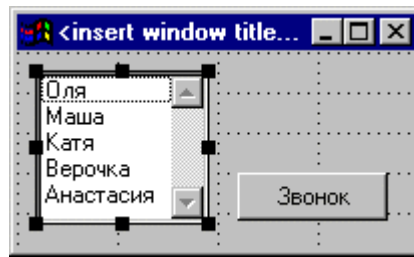 <insert window title...
Оля
Маша
Катя
Верочка
Анастасия
Звонок